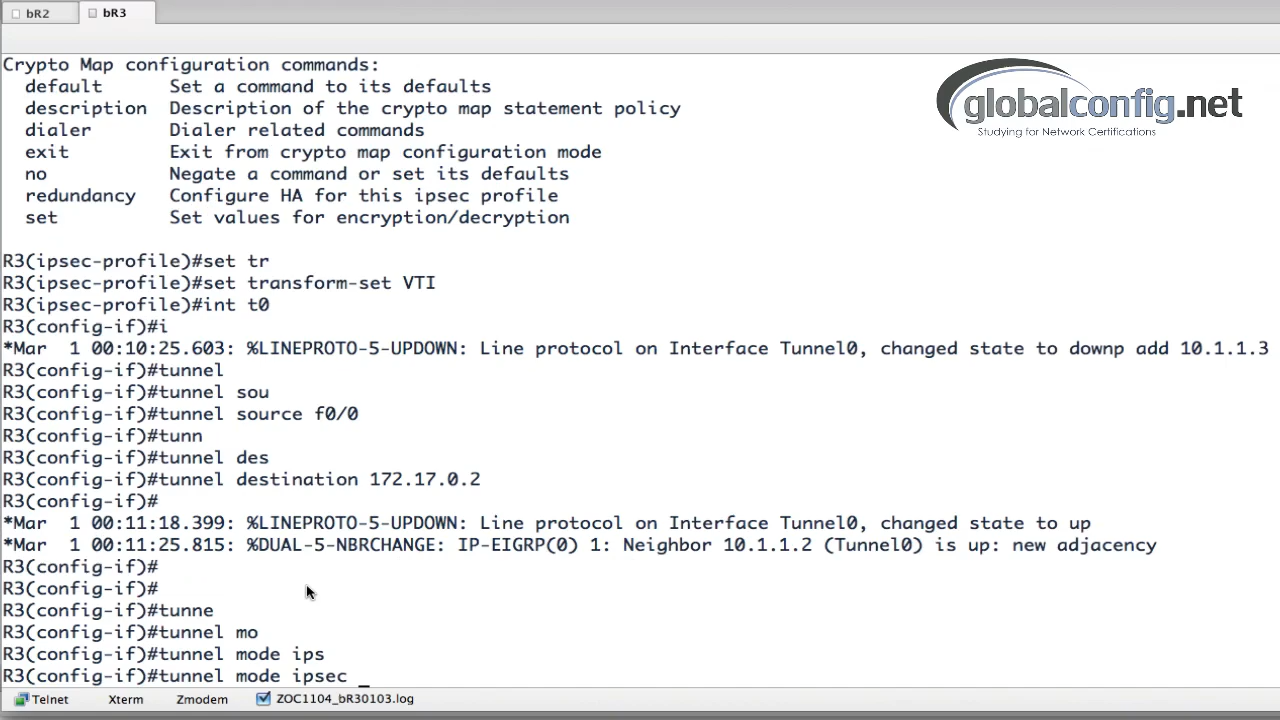 bR2
bR3
globalconfig.net
Studying for Network Certifications
Crypto Map configuration commands:
default Set a command to its defaults
description Description of the crypto map statement policy
dialer Dialer related commands
exit Exit from crypto map configuration mode
no Negate a command or set its defaults
redundancy Configure HA for this ipsec profile
set Set values for encryption/decryption
R3(ipsec-profile)#set tr
R3(ipsec-profile)#set transform-set VTI
R3(ipsec-profile)#int t0
R3(config-if)#i
*Mar 1 00:10:25.603: %LINEPROTO-5-UPDOWN: Line protocol on Interface Tunnel0, changed state to downp add 10.1.1.3
R3(config-if)#tunnel
R3(config-if)#tunnel sou
R3(config-if)#tunnel source f0/0
R3(config-if)#tunn
R3(config-if)#tunnel des
R3(config-if)#tunnel destination 172.17.0.2
R3(config-if)#
*Mar 1 00:11:18.399: %LINEPROTO-5-UPDOWN: Line protocol on Interface Tunnel0, changed state to up
*Mar 1 00:11:25.815: %DUAL-5-NBRCHANGE: IP-EIGRP(0) 1: Neighbor 10.1.1.2 (Tunnel0) is up: new adjacency
R3(config-if)#
R3(config-if)#
R3(config-if)#tunne
R3(config-if)#tunnel mo
R3(config-if)#tunnel mode ips
R3(config-if)#tunnel mode ipsec _
Telnet Xterm Zmodem ZOC1104_bR30103.log